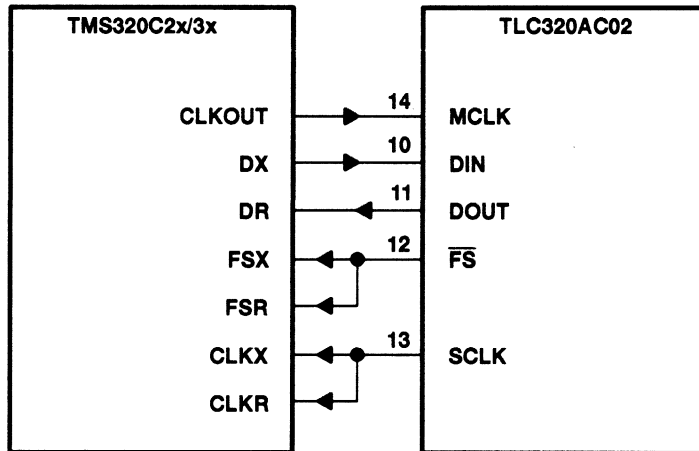 TMS320C2x/3x TLC320AC02
CLKOUT 14 MCLK
DX 10 DIN
DR 11 DOUT
FSX 12 F̅S̅
FSR
CLKX 13 SCLK
CLKR